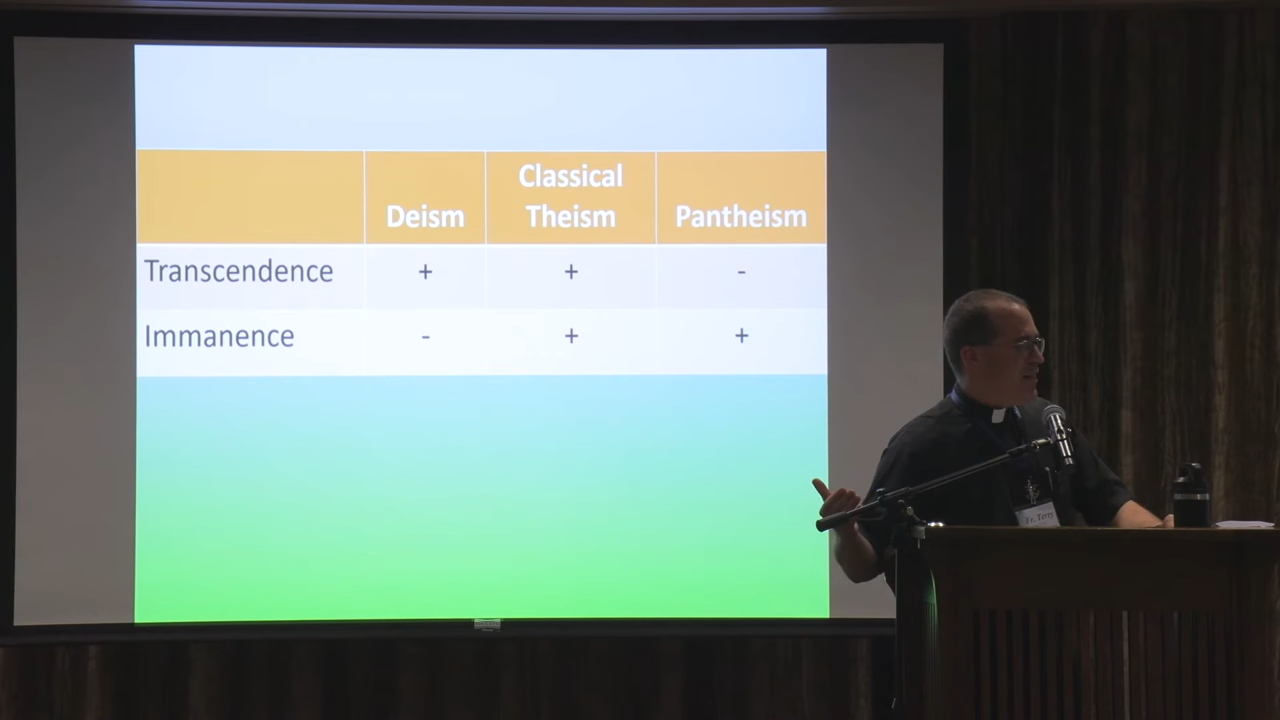 Classical
Deism Theism Pantheism
Transcendence + + -
Immanence - + +
Fr. Terry